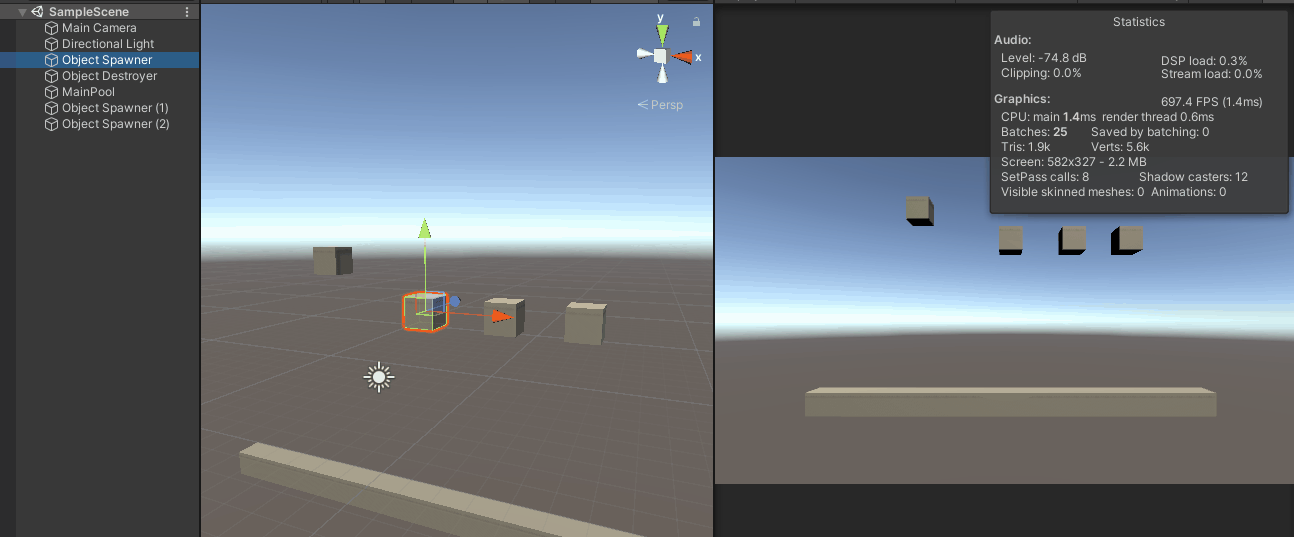 SampleScene
Main Camera
Directional Light
Object Spawner
Object Destroyer
MainPool
Object Spawner (1)
Object Spawner (2)
y
x
Persp
Statistics
Audio:
Level: -74.8 dB DSP load: 0.3%
Clipping: 0.0% Stream load: 0.0%
Graphics: 697.4 FPS (1.4ms)
CPU: main 1.4ms render thread 0.6ms
Batches: 25 Saved by batching: 0
Tris: 1.9k Verts: 5.6k
Screen: 582x327 - 2.2 MB
SetPass calls: 8 Shadow casters: 12
Visible skinned meshes: 0 Animations: 0